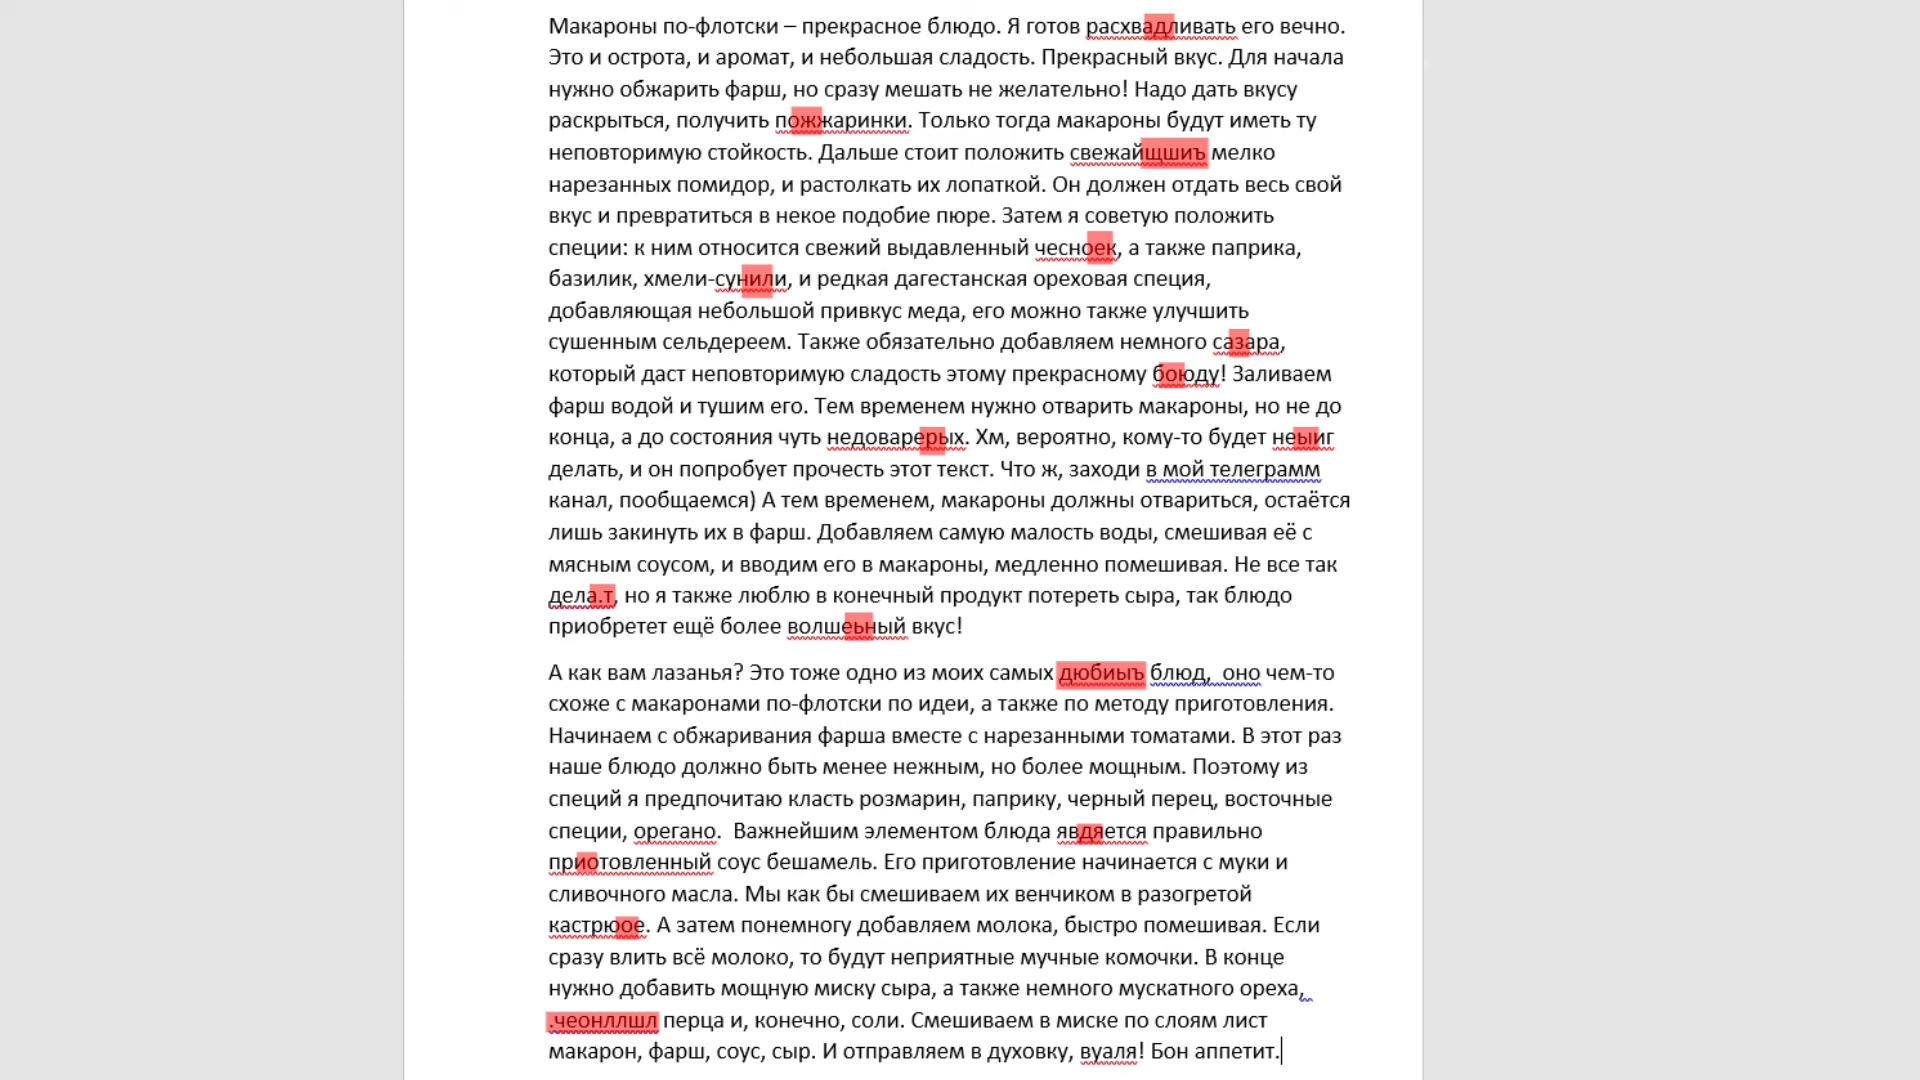 Макароны по-флотски – прекрасное блюдо. Я готов расхвадливать его вечно.
Это и острота, и аромат, и небольшая сладость. Прекрасный вкус. Для начала
нужно обжарить фарш, но сразу мешать не желательно! Надо дать вкусу
раскрыться, получить пожжаринки. Только тогда макароны будут иметь ту
неповторимую стойкость. Дальше стоит положить свежайщшиъ мелко
нарезанных помидор, и растолкать их лопаткой. Он должен отдать весь свой
вкус и превратиться в некое подобие пюре. Затем я советую положить
специи: к ним относится свежий выдавленный чесноек, а также паприка,
базилик, хмели-сунили, и редкая дагестанская ореховая специя,
добавляющая небольшой привкус меда, его можно также улучшить
сушенным сельдереем. Также обязательно добавляем немного сазара,
который даст неповторимую сладость этому прекрасному боюду! Заливаем
фарш водой и тушим его. Тем временем нужно отварить макароны, но не до
конца, а до состояния чуть недоварерых. Хм, вероятно, кому-то будет неыиг
делать, и он попробует прочесть этот текст. Что ж, заходи в мой телеграмм
канал, пообщаемся) А тем временем, макароны должны отвариться, остаётся
лишь закинуть их в фарш. Добавляем самую малость воды, смешивая её с
мясным соусом, и вводим его в макароны, медленно помешивая. Не все так
дела.т, но я также люблю в конечный продукт потереть сыра, так блюдо
приобретет ещё более волшеьный вкус!
А как вам лазанья? Это тоже одно из моих самых дюбиыъ блюд,  оно чем-то
схоже с макаронами по-флотски по идеи, а также по методу приготовления.
Начинаем с обжаривания фарша вместе с нарезанными томатами. В этот раз
наше блюдо должно быть менее нежным, но более мощным. Поэтому из
специй я предпочитаю класть розмарин, паприку, черный перец, восточные
специи, орегано.  Важнейшим элементом блюда явдяется правильно
приотовленный соус бешамель. Его приготовление начинается с муки и
сливочного масла. Мы как бы смешиваем их венчиком в разогретой
кастрюое. А затем понемногу добавляем молока, быстро помешивая. Если
сразу влить всё молоко, то будут неприятные мучные комочки. В конце
нужно добавить мощную миску сыра, а также немного мускатного ореха,
.чеонллшл перца и, конечно, соли. Смешиваем в миске по слоям лист
макарон, фарш, соус, сыр. И отправляем в духовку, вуаля! Бон аппетит.